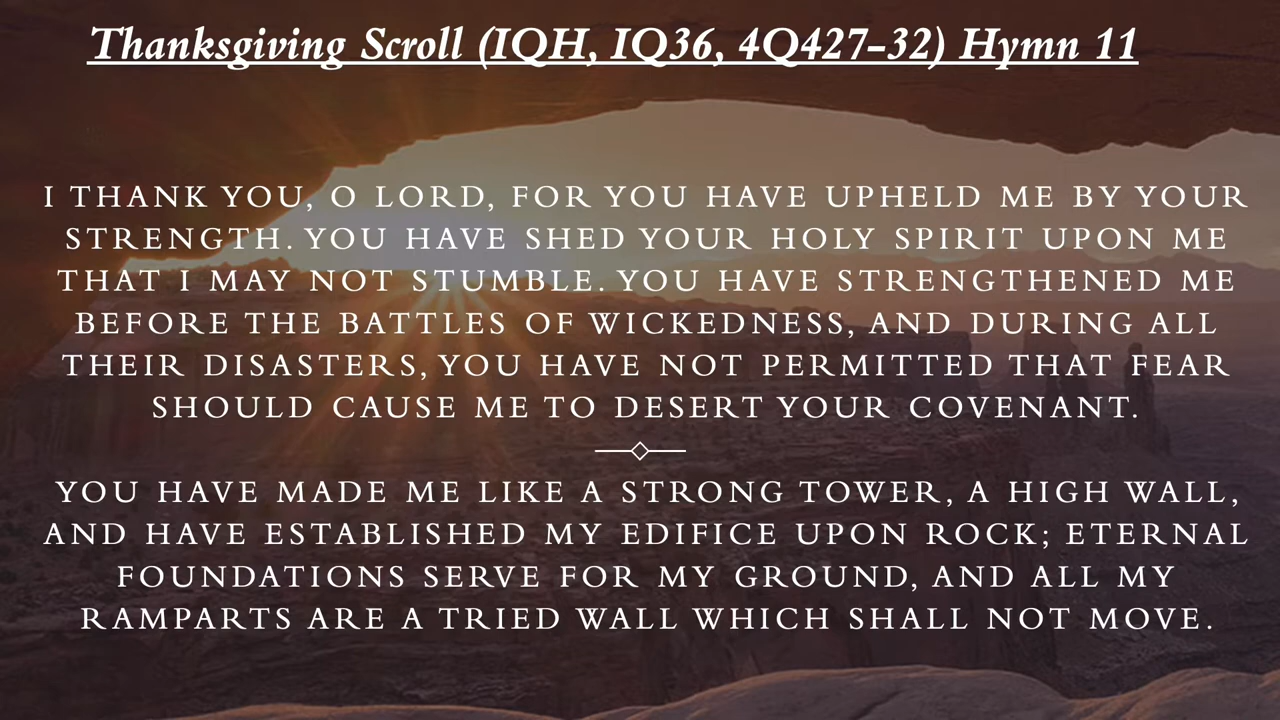 Thanksgiving Scroll (IQH, IQ36, 4Q427-32) Hymn 11
I THANK YOU, O LORD, FOR YOU HAVE UPHELD ME BY YOUR
STRENGTH. YOU HAVE SHED YOUR HOLY SPIRIT UPON ME
THAT I MAY NOT STUMBLE. YOU HAVE STRENGTHENED ME
BEFORE THE BATTLES OF WICKEDNESS, AND DURING ALL
THEIR DISASTERS, YOU HAVE NOT PERMITTED THAT FEAR
SHOULD CAUSE ME TO DESERT YOUR COVENANT.
YOU HAVE MADE ME LIKE A STRONG TOWER, A HIGH WALL,
AND HAVE ESTABLISHED MY EDIFICE UPON ROCK; ETERNAL
FOUNDATIONS SERVE FOR MY GROUND, AND ALL MY
RAMPARTS ARE A TRIED WALL WHICH SHALL NOT MOVE.